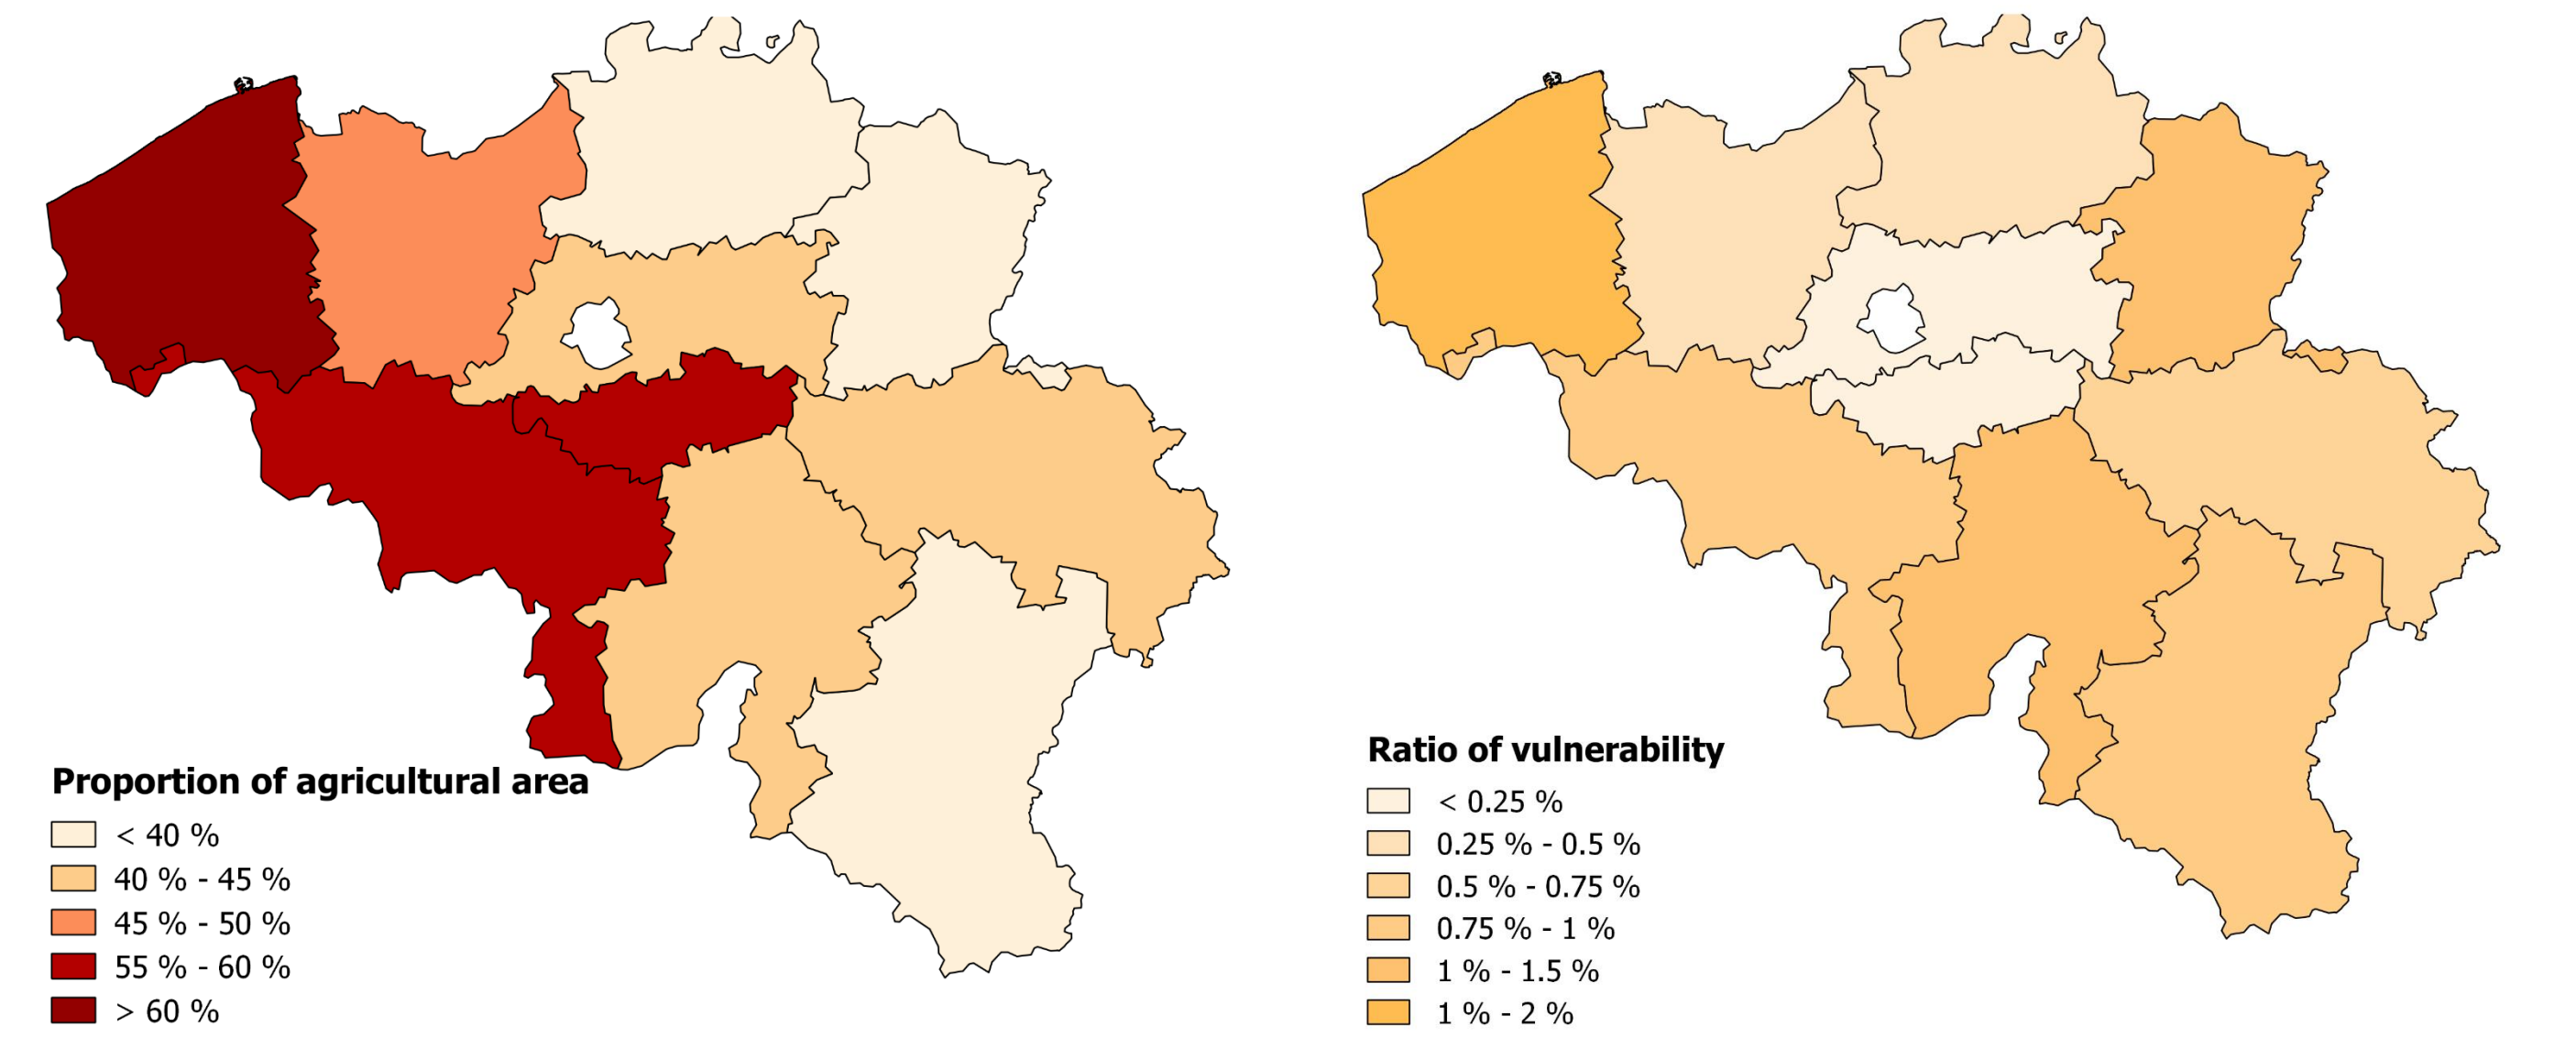 Proportion of agricultural area
< 40 %
40 % - 45 %
45 % - 50 %
55 % - 60 %
> 60 %
Ratio of vulnerability
< 0.25 %
0.25 % - 0.5 %
0.5 % - 0.75 %
0.75 % - 1 %
1 % - 1.5 %
1 % - 2 %